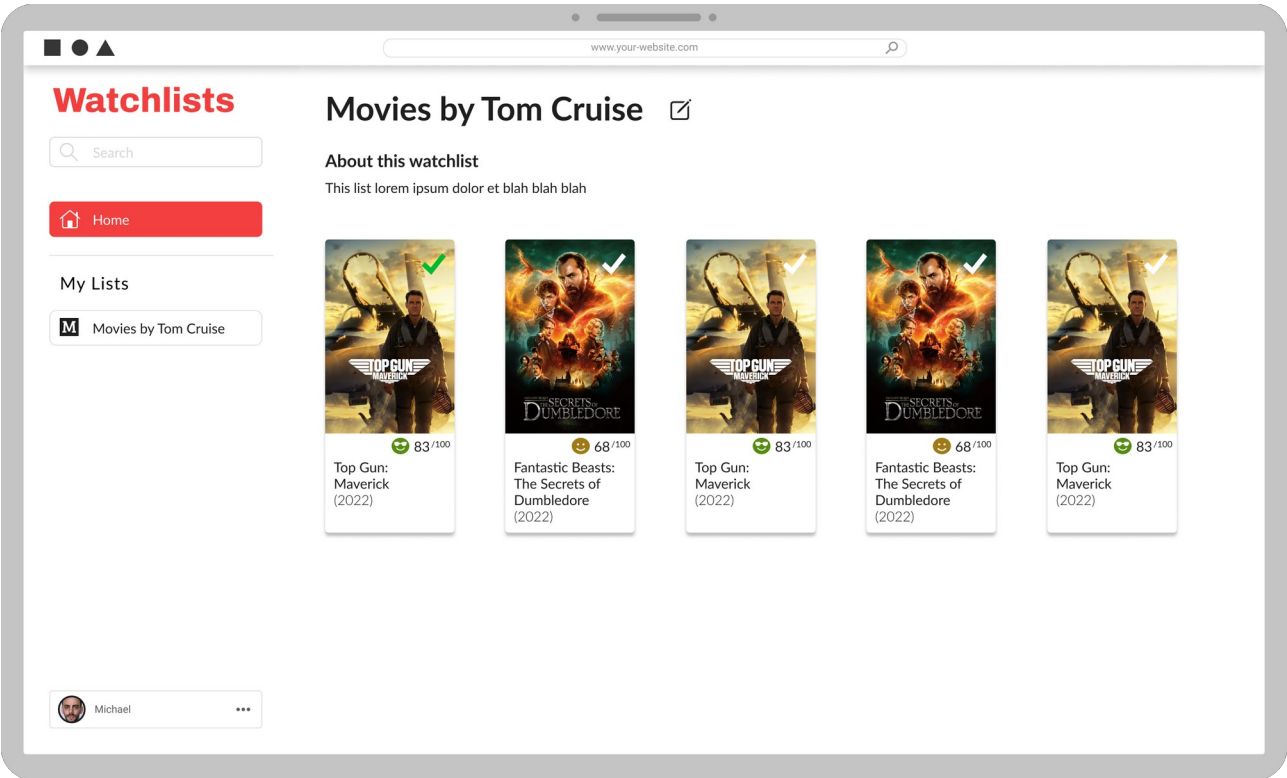 www.your-website.com
Watchlists
Search
Home
My Lists
M Movies by Tom Cruise
Michael
Movies by Tom Cruise
About this watchlist
This list lorem ipsum dolor et blah blah blah
TOP GUN
MAVERICK
83/100
Top Gun:
Maverick
(2022)
THE SECRETS OF
DUMBLEDORE
68/100
Fantastic Beasts:
The Secrets of
Dumbledore
(2022)
TOP GUN
MAVERICK
83/100
Top Gun:
Maverick
(2022)
THE SECRETS OF
DUMBLEDORE
68/100
Fantastic Beasts:
The Secrets of
Dumbledore
(2022)
TOP GUN
MAVERICK
83/100
Top Gun:
Maverick
(2022)